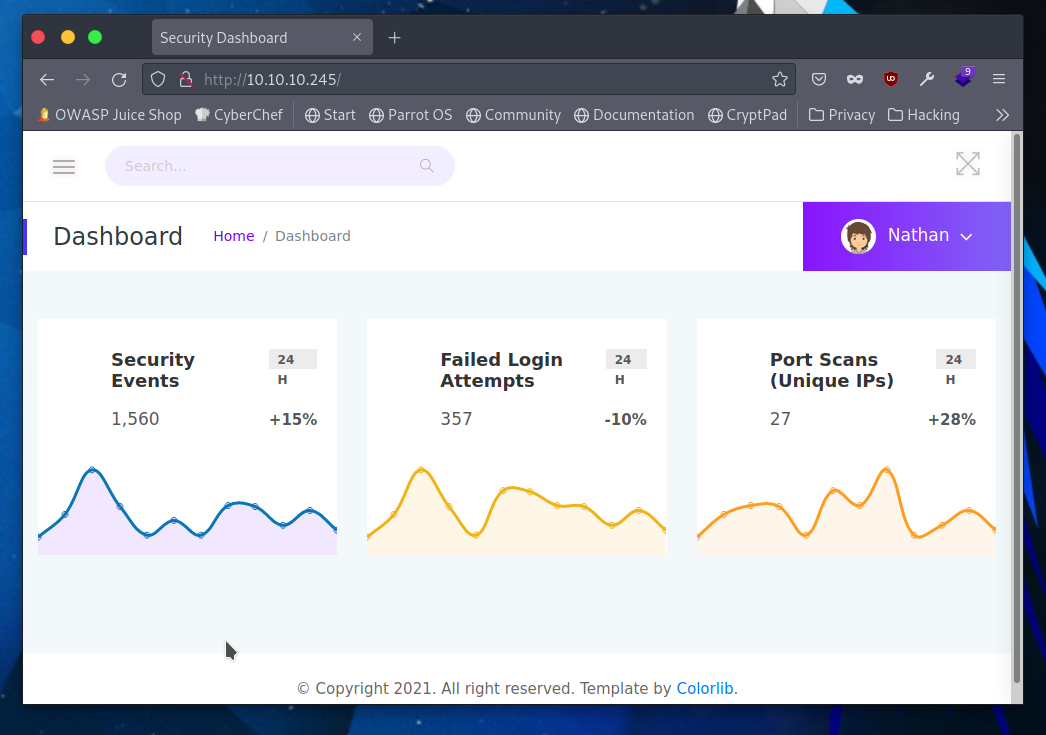 Security Dashboard
http://10.10.10.245/
9
OWASP Juice Shop CyberChef Start Parrot OS Community Documentation CryptPad Privacy Hacking
Search...
Dashboard Home / Dashboard Nathan
Security
Events
24
H
1,560 +15%
Failed Login
Attempts
24
H
357 -10%
Port Scans
(Unique IPs)
24
H
27 +28%
© Copyright 2021. All right reserved. Template by Colorlib.